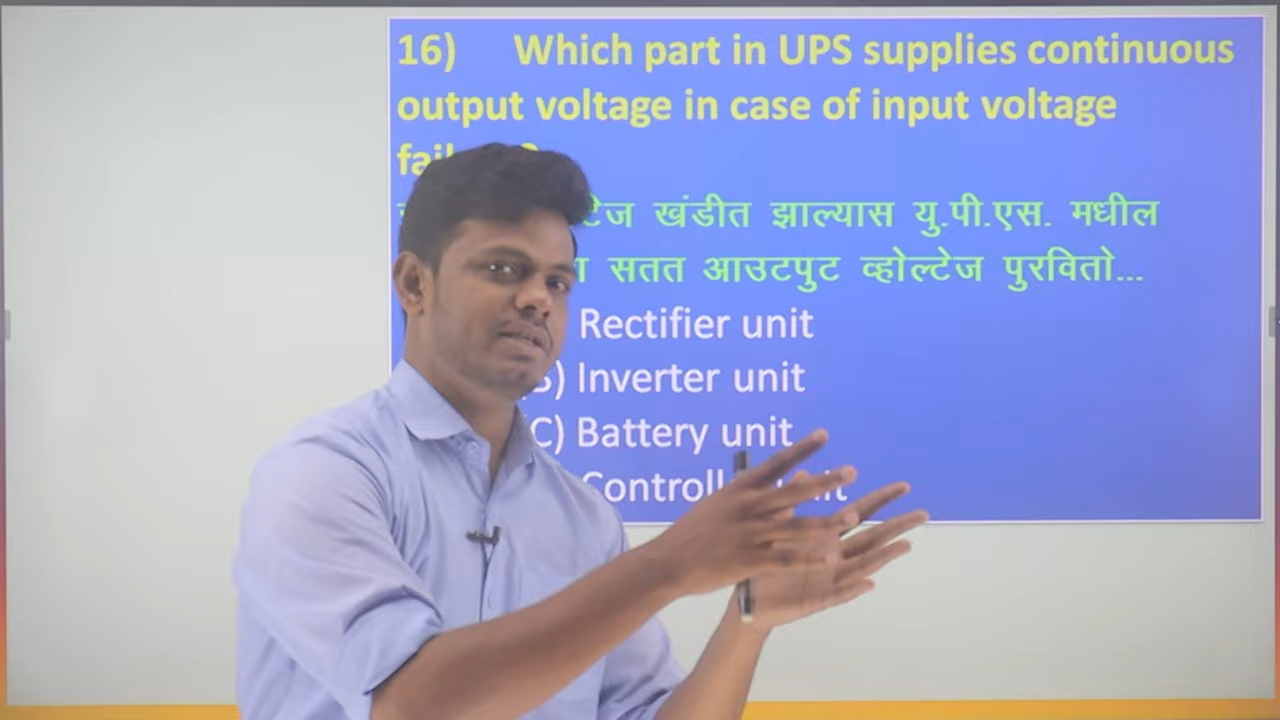 16) Which part in UPS supplies continuous
output voltage in case of input voltage
खंडीत झाल्यास यु.पी.एस. मधील
सतत आउटपुट व्होल्टेज पुरवितो...
Rectifier unit
B) Inverter unit
(C) Battery unit